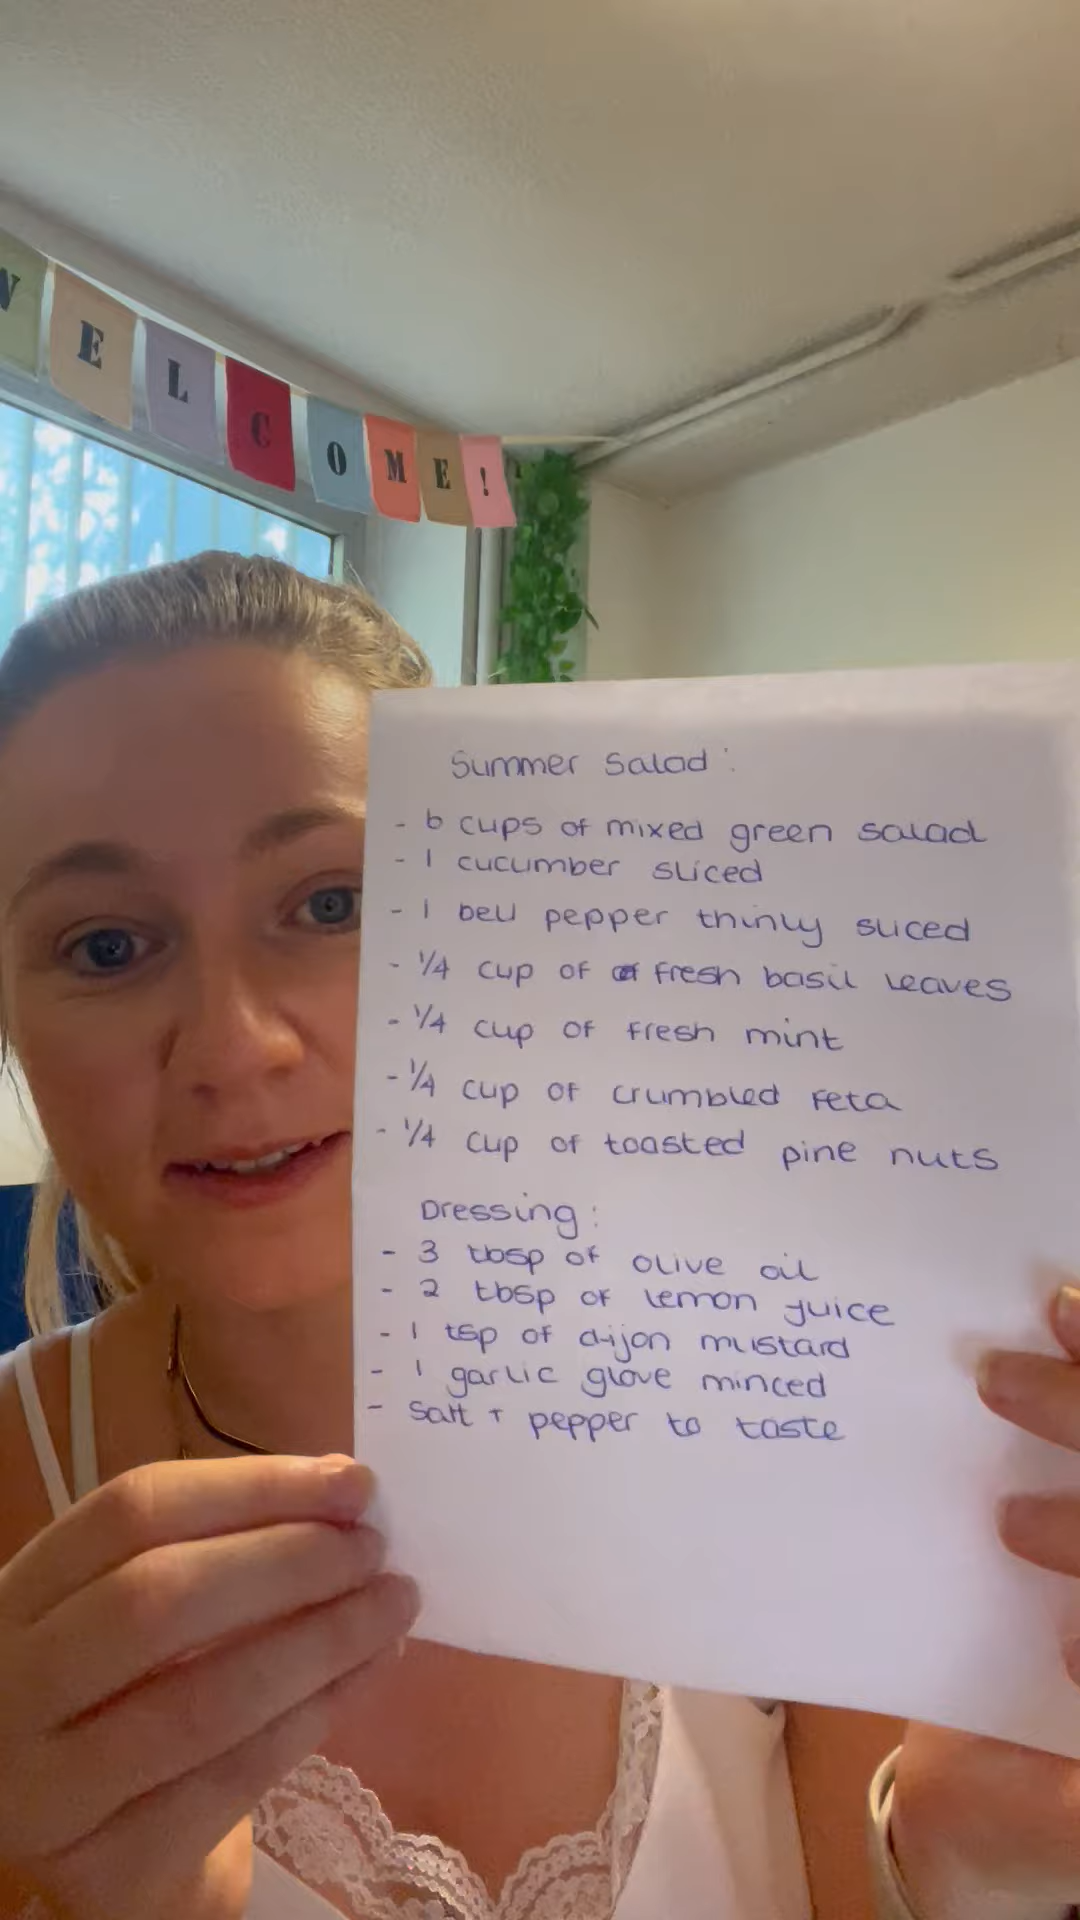 WELCOME!
Summer Salad:
- 6 cups of mixed green salad
- 1 cucumber sliced
- 1 bell pepper thinly sliced
- 1/4 cup of fresh basil leaves
- 1/4 cup of fresh mint
- 1/4 cup of crumbled feta
- 1/4 cup of toasted pine nuts
Dressing:
- 3 tbsp of olive oil
- 2 tbsp of lemon juice
- 1 tsp of dijon mustard
- 1 garlic glove minced
- Salt + pepper to taste